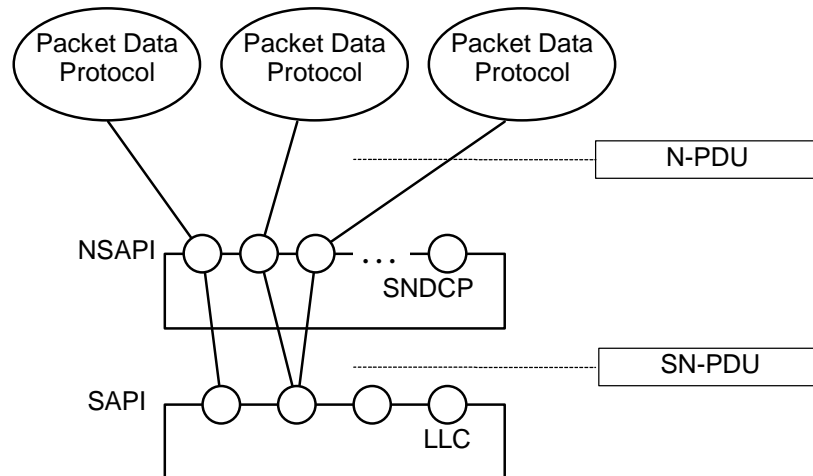 Packet Data
Protocol
Packet Data
Protocol
Packet Data
Protocol
N-PDU
NSAPI
. . .
SNDCP
SN-PDU
SAPI
LLC